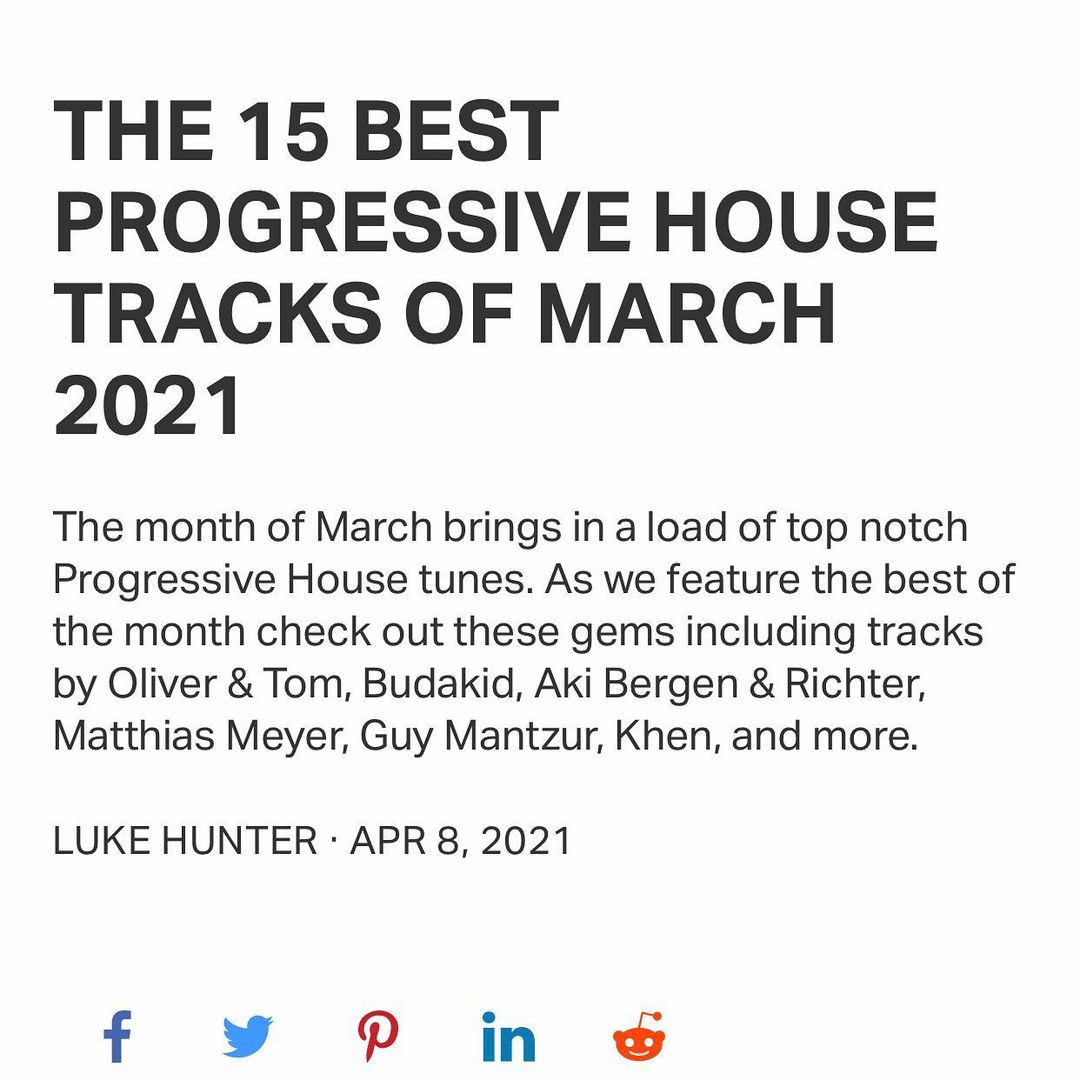 THE 15 BEST
PROGRESSIVE HOUSE
TRACKS OF MARCH
2021
The month of March brings in a load of top notch
Progressive House tunes. As we feature the best of
the month check out these gems including tracks
by Oliver & Tom, Budakid, Aki Bergen & Richter,
Matthias Meyer, Guy Mantzur, Khen, and more.
LUKE HUNTER · APR 8, 2021